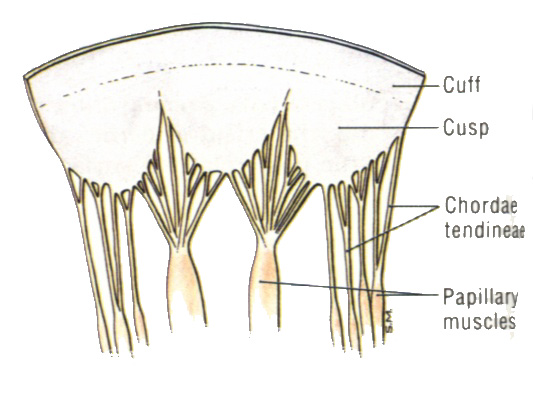 Cuff
Cusp
Chordae
tendineae
Papillary
muscles
S.M.